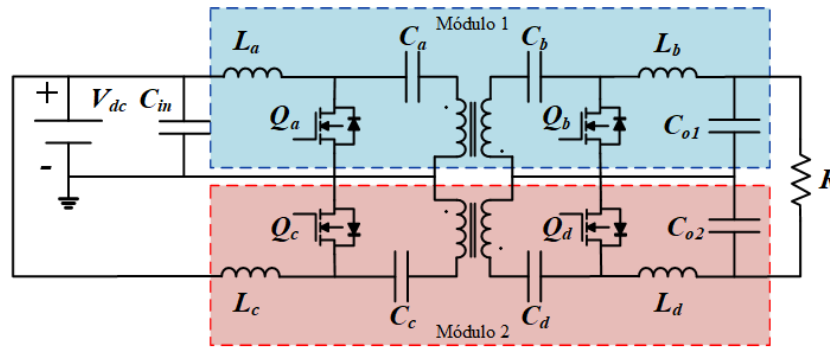 Módulo 1
L_a
C_a
C_b
L_b
+
V_dc
C_in
Q_a
Q_b
C_o1
-
Q_c
Q_d
C_o2
L_c
C_c
C_d
L_d
Módulo 2